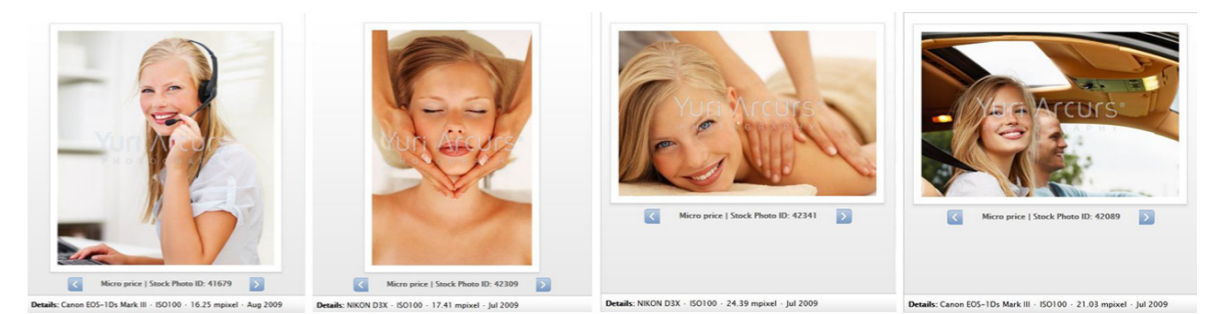 Yuri Arcurs
PHOTOGRAPHY
Micro price | Stock Photo ID: 41679
Details: Canon EOS-1Ds Mark III · ISO100 · 16.25 mpixel · Aug 2009
Yuri Arcurs
Micro price | Stock Photo ID: 42309
Details: NIKON D3X · ISO100 · 17.41 mpixel · Jul 2009
Yuri Arcurs
Micro price | Stock Photo ID: 42341
Details: NIKON D3X · ISO100 · 24.39 mpixel · Jul 2009
Yuri Arcurs
Micro price | Stock Photo ID: 42089
Details: Canon EOS-1Ds Mark III · ISO100 · 21.03 mpixel · Jul 2009